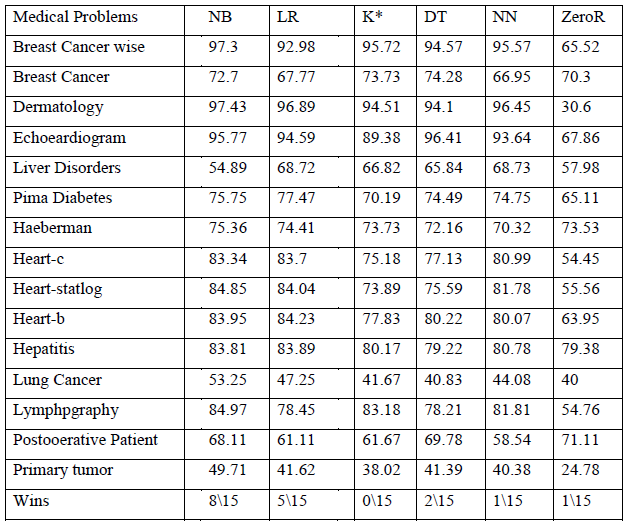 Medical Problems NB LR K* DT NN ZeroR
Breast Cancer wise 97.3 92.98 95.72 94.57 95.57 65.52
Breast Cancer 72.7 67.77 73.73 74.28 66.95 70.3
Dermatology 97.43 96.89 94.51 94.1 96.45 30.6
Echoeardiogram 95.77 94.59 89.38 96.41 93.64 67.86
Liver Disorders 54.89 68.72 66.82 65.84 68.73 57.98
Pima Diabetes 75.75 77.47 70.19 74.49 74.75 65.11
Haeberman 75.36 74.41 73.73 72.16 70.32 73.53
Heart-c 83.34 83.7 75.18 77.13 80.99 54.45
Heart-statlog 84.85 84.04 73.89 75.59 81.78 55.56
Heart-b 83.95 84.23 77.83 80.22 80.07 63.95
Hepatitis 83.81 83.89 80.17 79.22 80.78 79.38
Lung Cancer 53.25 47.25 41.67 40.83 44.08 40
Lymphpgraphy 84.97 78.45 83.18 78.21 81.81 54.76
Postooerative Patient 68.11 61.11 61.67 69.78 58.54 71.11
Primary tumor 49.71 41.62 38.02 41.39 40.38 24.78
Wins 8\15 5\15 0\15 2\15 1\15 1\15